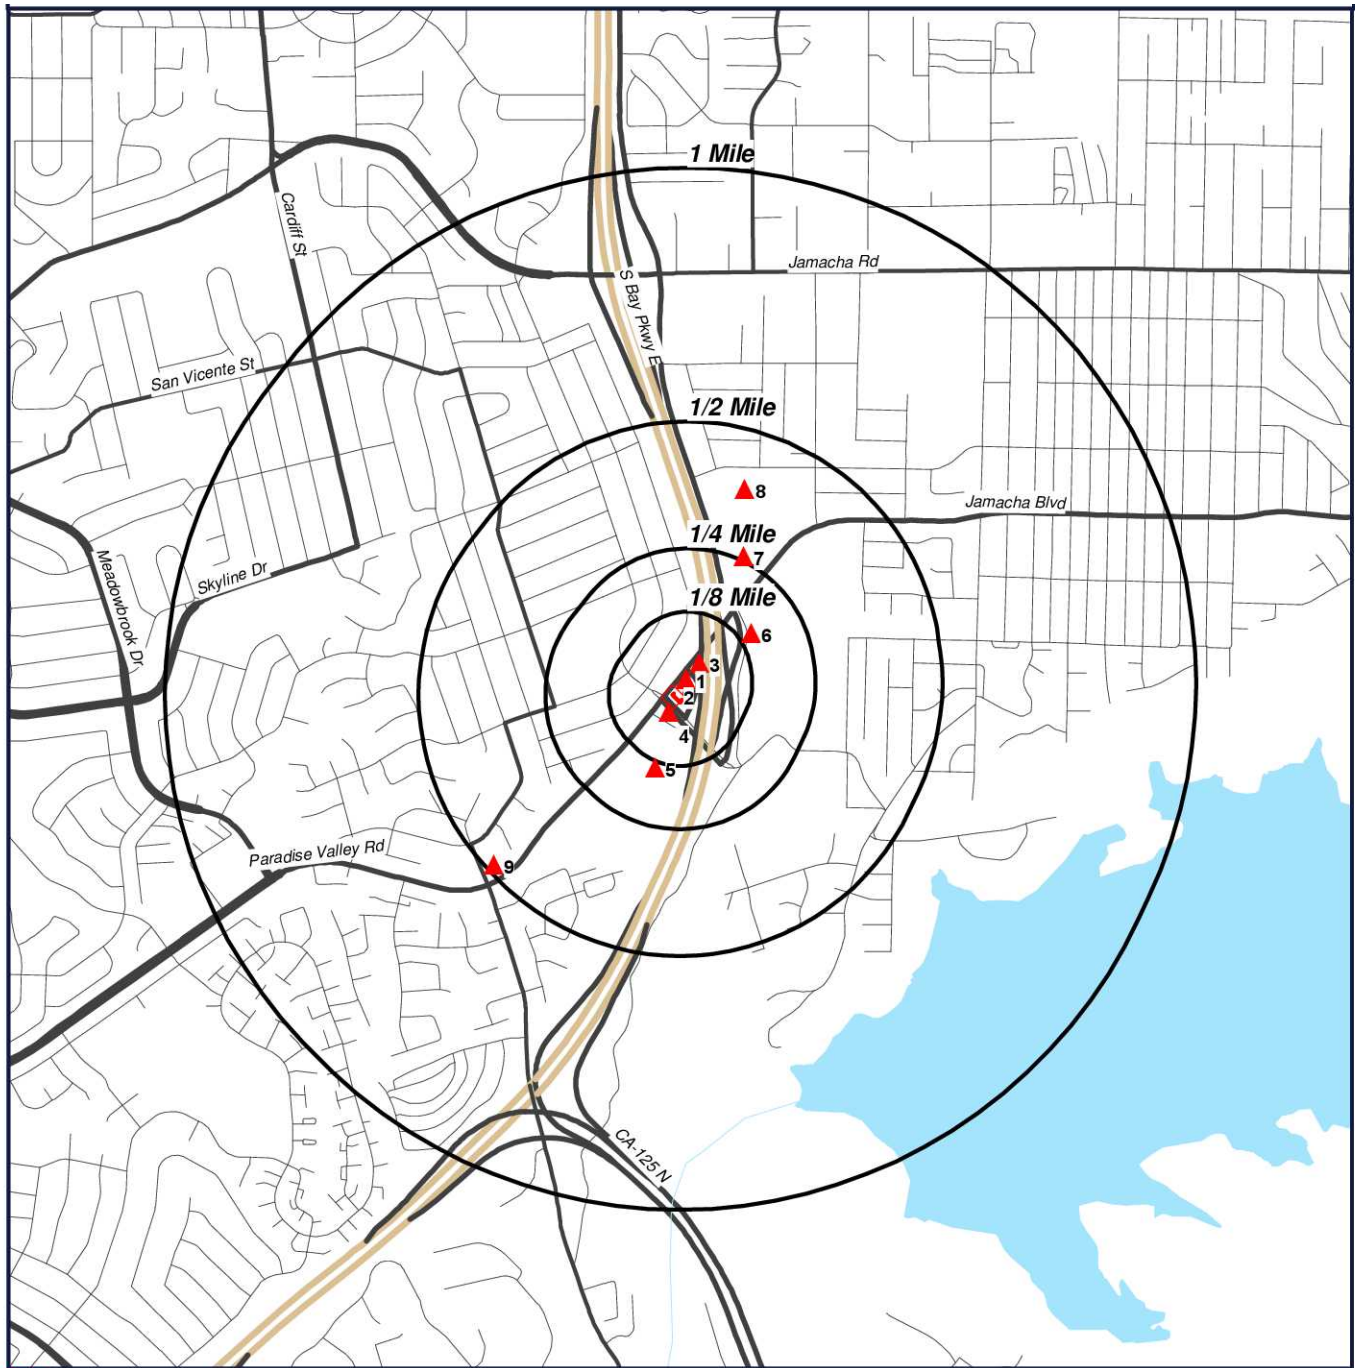 1 Mile
Cardiff St
Jamacha Rd
S Bay Pkwy E
San Vicente St
1/2 Mile
8
Jamacha Blvd
1/4 Mile
7
Meadowbrook Dr
Skyline Dr
1/8 Mile
6
3
1
2
4
5
Paradise Valley Rd
9
CA-125 N